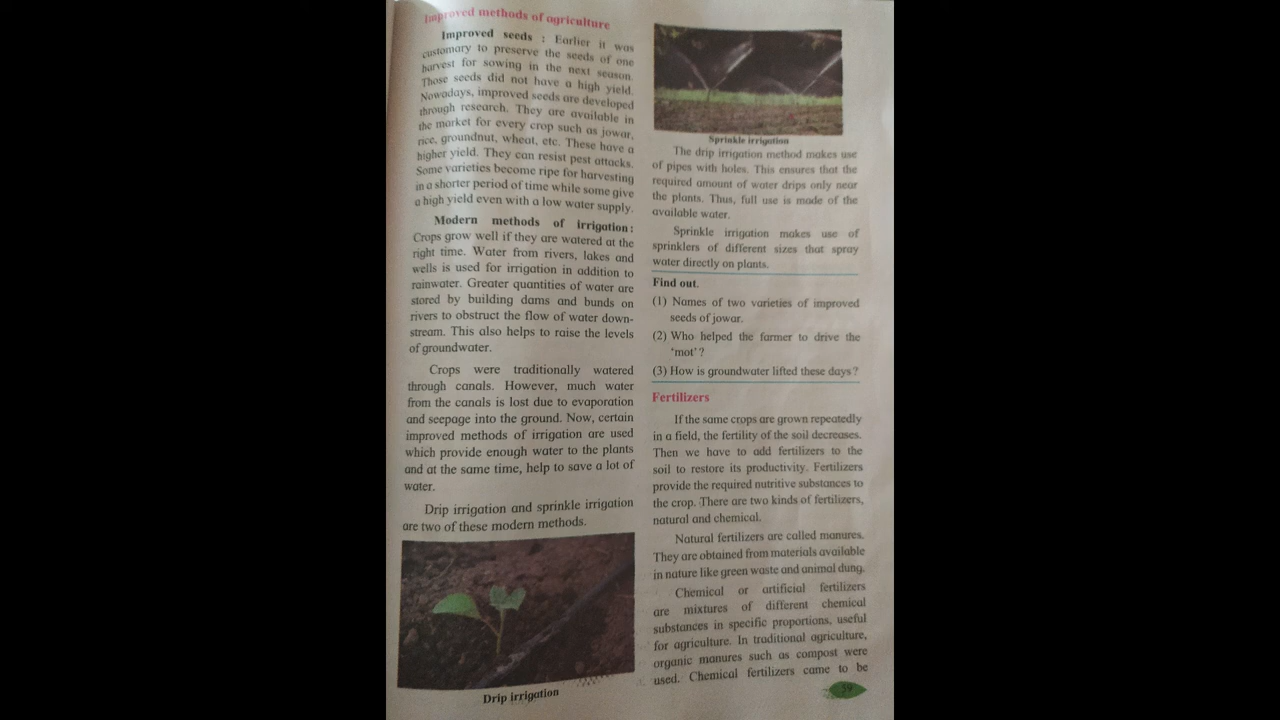 Improved methods of agriculture
Improved seeds : Earlier it was
customary to preserve the seeds of one
harvest for sowing in the next season.
Those seeds did not have a high yield.
Nowadays, improved seeds are developed
through research. They are available in
the market for every crop such as jowar,
rice, groundnut, wheat, etc. These have a
higher yield. They can resist pest attacks.
Some varieties become ripe for harvesting
in a shorter period of time while some give
a high yield even with a low water supply.
Modern methods of irrigation :
Crops grow well if they are watered at the
right time. Water from rivers, lakes and
wells is used for irrigation in addition to
rainwater. Greater quantities of water are
stored by building dams and bunds on
rivers to obstruct the flow of water down-
stream. This also helps to raise the levels
of groundwater.
Crops were traditionally watered
through canals. However, much water
from the canals is lost due to evaporation
and seepage into the ground. Now, certain
improved methods of irrigation are used
which provide enough water to the plants
and at the same time, help to save a lot of
water.
Drip irrigation and sprinkle irrigation
are two of these modern methods.
Drip irrigation
Sprinkle irrigation
The drip irrigation method makes use
of pipes with holes. This ensures that the
required amount of water drips only near
the plants. Thus, full use is made of the
available water.
Sprinkle irrigation makes use of
sprinklers of different sizes that spray
water directly on plants.
Find out.
(1) Names of two varieties of improved
seeds of jowar.
(2) Who helped the farmer to drive the
'mot' ?
(3) How is groundwater lifted these days ?
Fertilizers
If the same crops are grown repeatedly
in a field, the fertility of the soil decreases.
Then we have to add fertilizers to the
soil to restore its productivity. Fertilizers
provide the required nutritive substances to
the crop. There are two kinds of fertilizers,
natural and chemical.
Natural fertilizers are called manures.
They are obtained from materials available
in nature like green waste and animal dung.
Chemical or artificial fertilizers
are mixtures of different chemical
substances in specific proportions, useful
for agriculture. In traditional agriculture,
organic manures such as compost were
used. Chemical fertilizers came to be
59